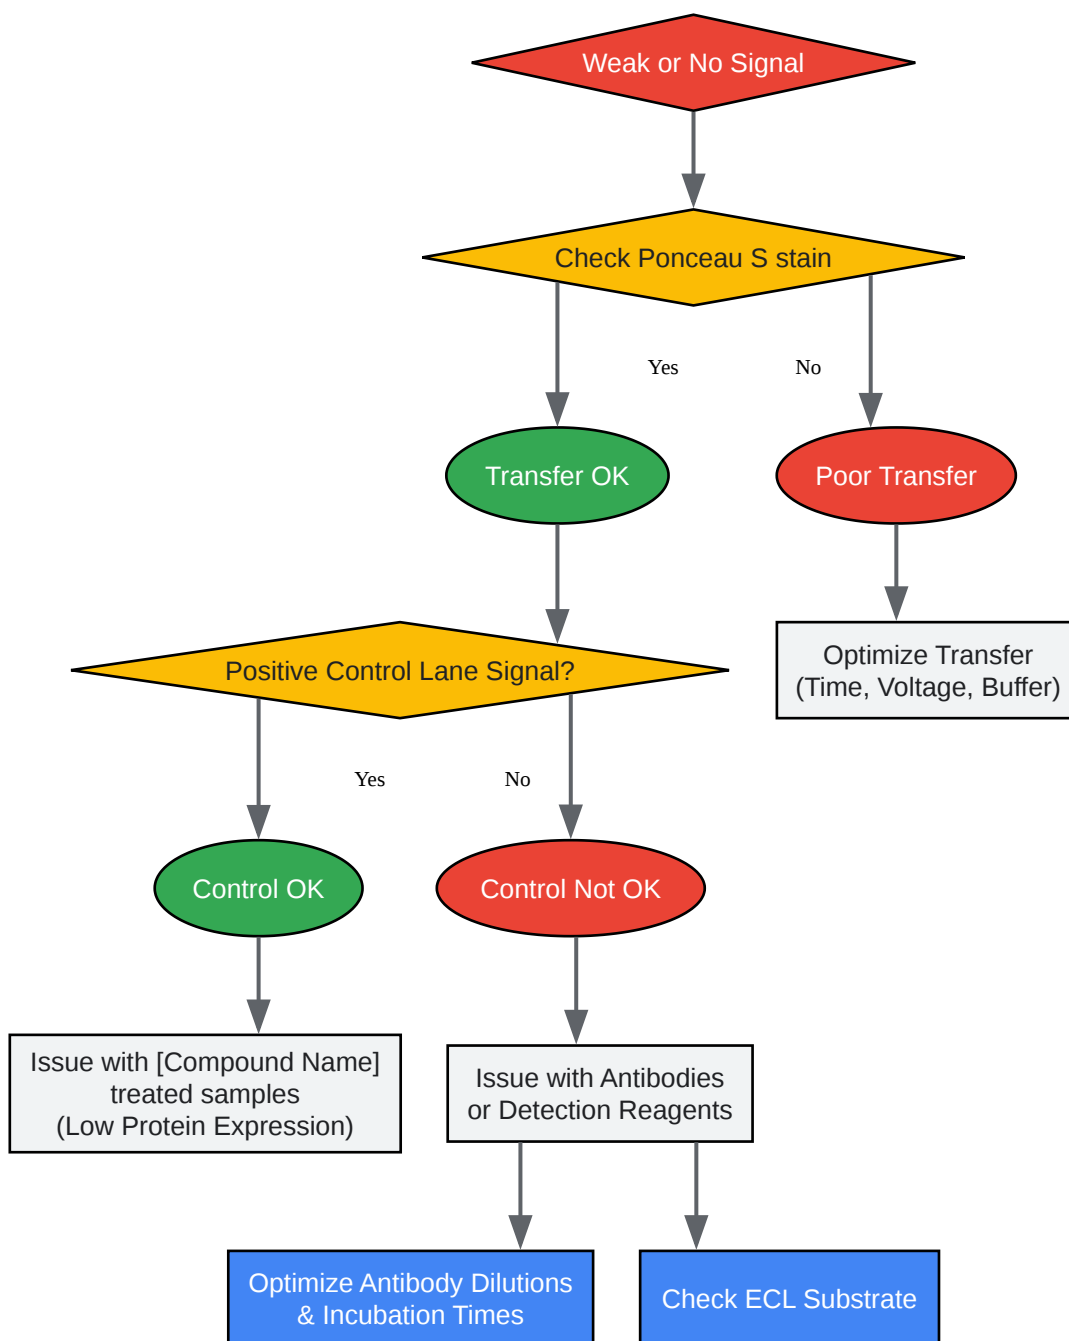 Weak or No Signal
Check Ponceau S stain
Yes
No
Transfer OK
Poor Transfer
Optimize Transfer
(Time, Voltage, Buffer)
Positive Control Lane Signal?
Yes
No
Control OK
Control Not OK
Issue with [Compound Name]
treated samples
(Low Protein Expression)
Issue with Antibodies
or Detection Reagents
Optimize Antibody Dilutions
& Incubation Times
Check ECL Substrate